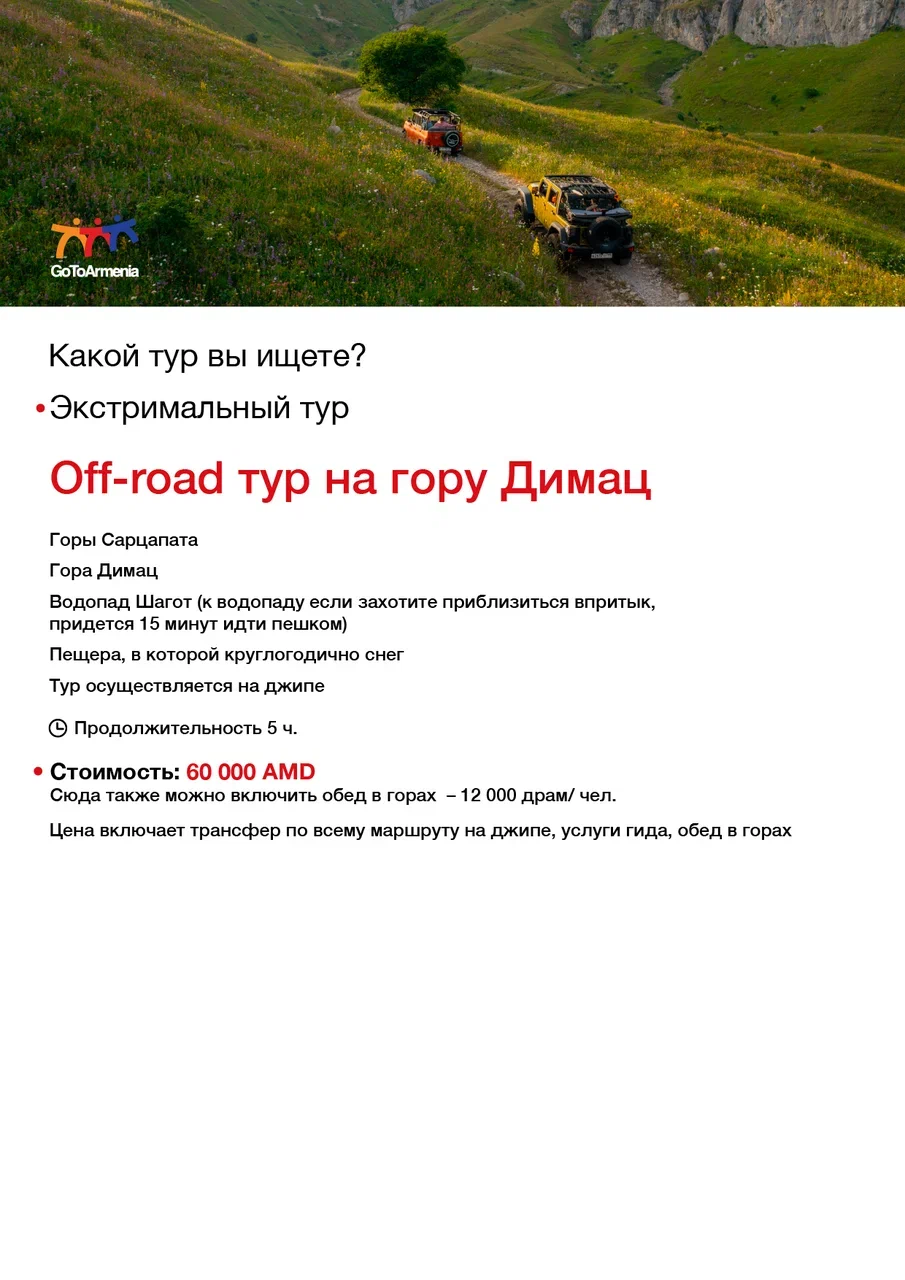 GoToArmenia
Какой тур вы ищете?
Экстримальный тур
Off-road тур на гору Димац
Горы Сарцапата
Гора Димац
Водопад Шагот (к водопаду если захотите приблизиться впритык,
придется 15 минут идти пешком)
Пещера, в которой круглогодично снег
Тур осуществляется на джипе
Продолжительность 5 ч.
Стоимость: 60 000 AMD
Сюда также можно включить обед в горах – 12 000 драм/ чел.
Цена включает трансфер по всему маршруту на джипе, услуги гида, обед в горах